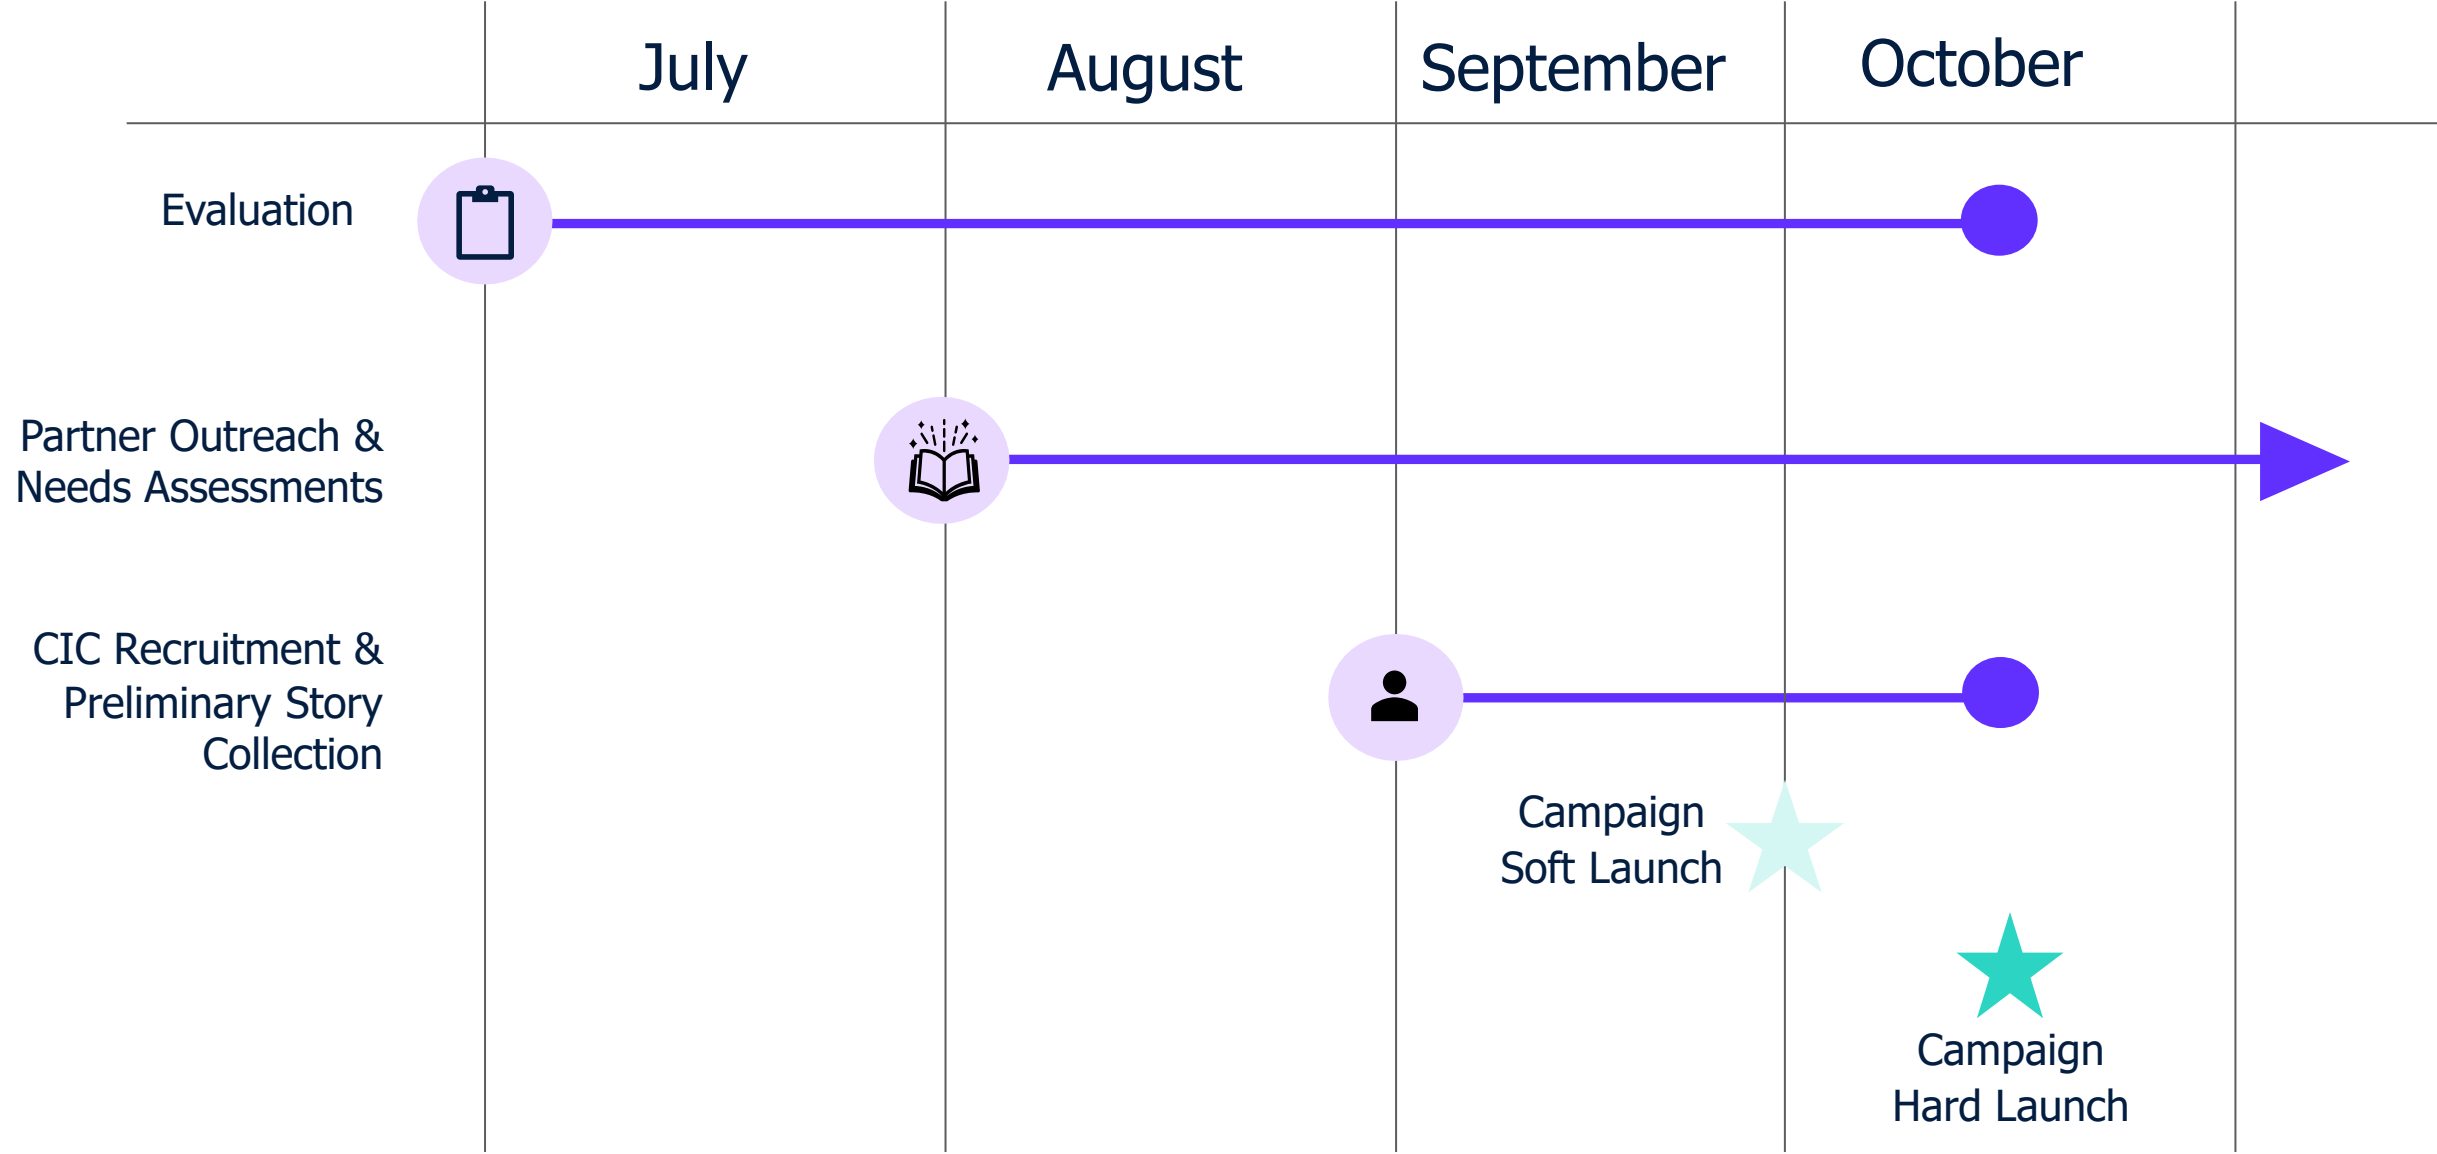 July
August
September
October
Evaluation
Partner Outreach &
Needs Assessments
CIC Recruitment &
Preliminary Story
Collection
Campaign
Soft Launch
Campaign
Hard Launch